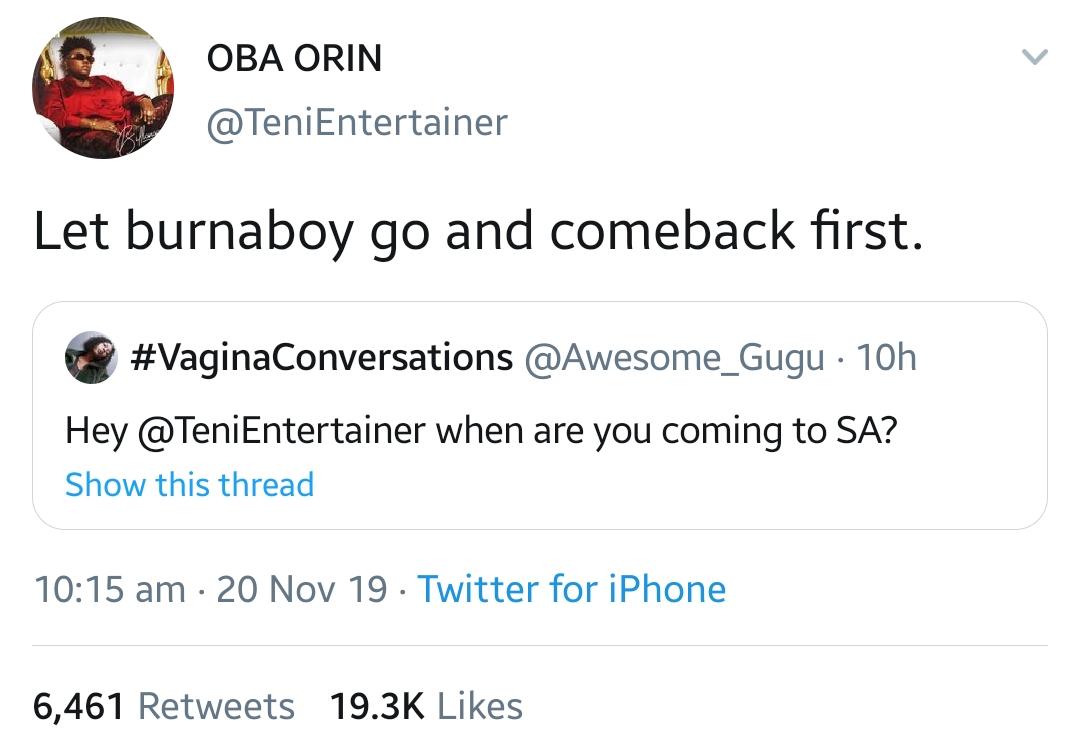 OBA ORIN
@TeniEntertainer
Let burnaboy go and comeback first.
#VaginaConversations @Awesome_Gugu · 10h
Hey @TeniEntertainer when are you coming to SA?
Show this thread
10:15 am · 20 Nov 19 · Twitter for iPhone
6,461 Retweets 19.3K Likes